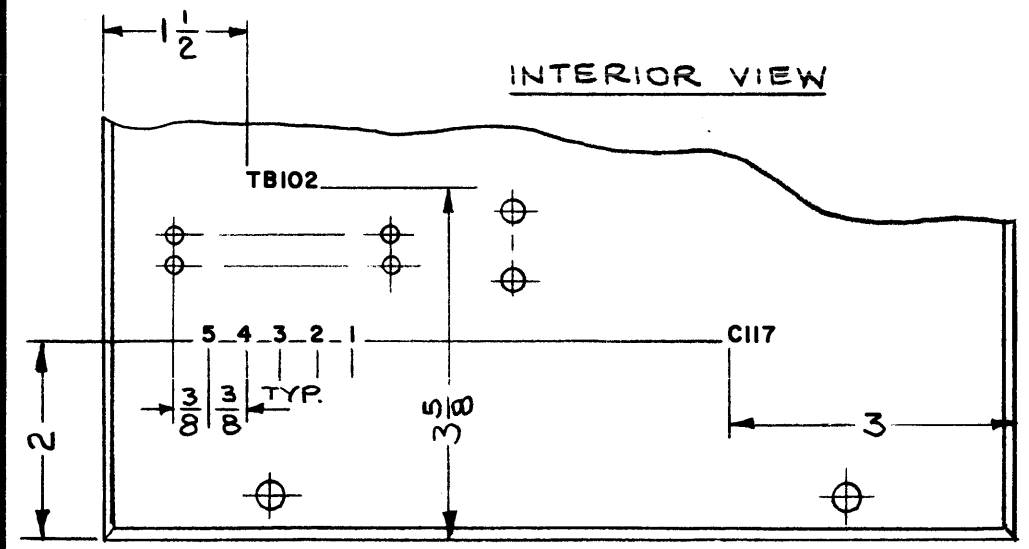 1 1/2
INTERIOR VIEW
TB102
5 4 3 2 1
C117
3/8 3/8 TYP.
3 5/8
3
2